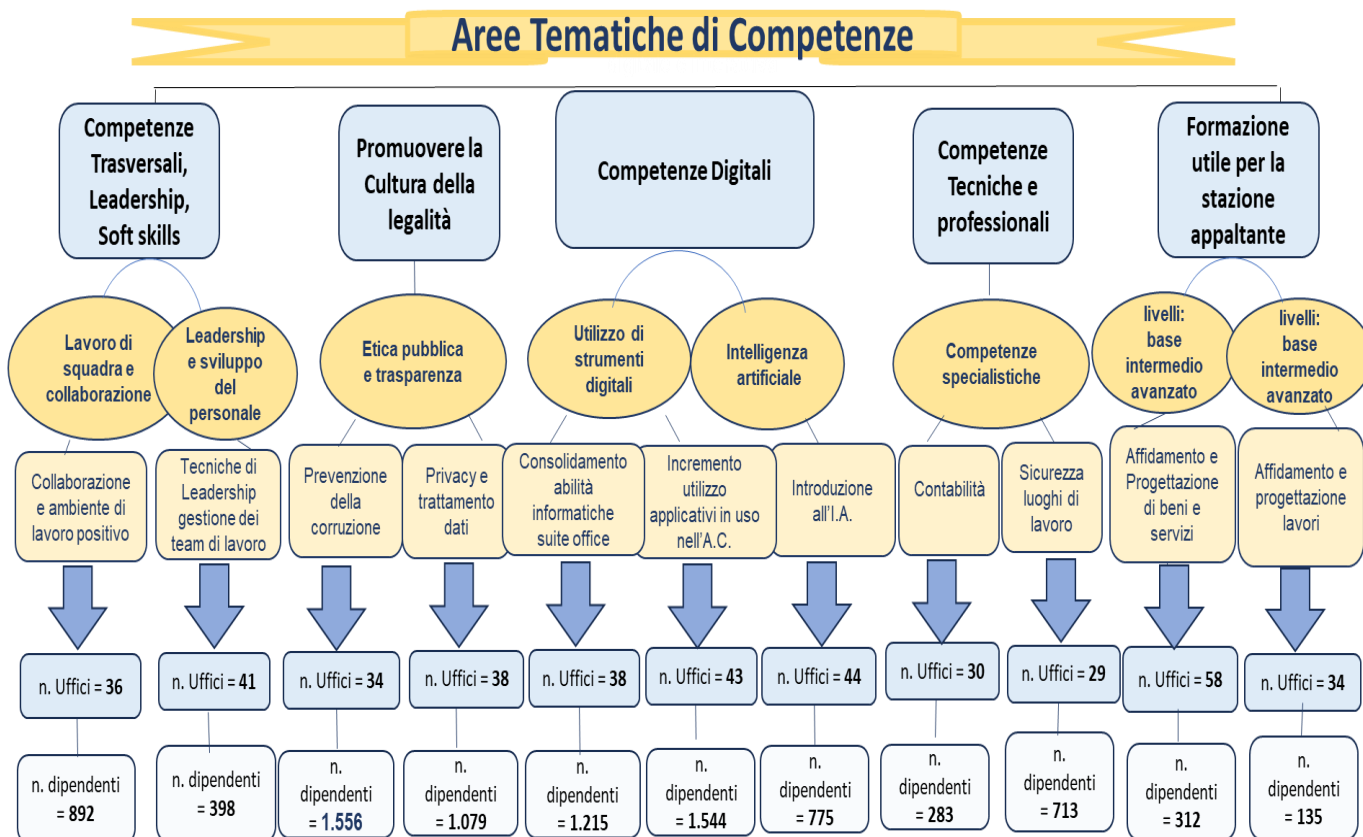 Aree Tematiche di Competenze
Competenze
Trasversali,
Leadership,
Soft skills
Promuovere la
Cultura della
legalità
Competenze Digitali
Competenze
Tecniche e
professionali
Formazione
utile per la
stazione
appaltante
Lavoro di
squadra e
collaborazione
Leadership
e sviluppo
del
personale
Etica pubblica
e trasparenza
Utilizzo di
strumenti
digitali
Intelligenza
artificiale
Competenze
specialistiche
livelli:
base
intermedio
avanzato
livelli:
base
intermedio
avanzato
Collaborazione
e ambiente di
lavoro positivo
Tecniche di
Leadership
gestione dei
team di lavoro
Prevenzione
della
corruzione
Privacy e
trattamento
dati
Consolidamento
abilità
informatiche
suite office
Incremento
utilizzo
applicativi in uso
nell'A.C.
Introduzione
all'I.A.
Contabilità
Sicurezza
luoghi di
lavoro
Affidamento e
Progettazione
di beni e
servizi
Affidamento e
progettazione
lavori
n. Uffici = 36
n. Uffici = 41
n. Uffici = 34
n. Uffici = 38
n. Uffici = 38
n. Uffici = 43
n. Uffici = 44
n. Uffici = 30
n. Uffici = 29
n. Uffici = 58
n. Uffici = 34
n. dipendenti
= 892
n. dipendenti
= 398
n.
dipendenti
= 1.556
n.
dipendenti
= 1.079
n.
dipendenti
= 1.215
n.
dipendenti
= 1.544
n.
dipendenti
= 775
n.
dipendenti
= 283
n.
dipendenti
= 713
n.
dipendenti
= 312
n.
dipendenti
= 135